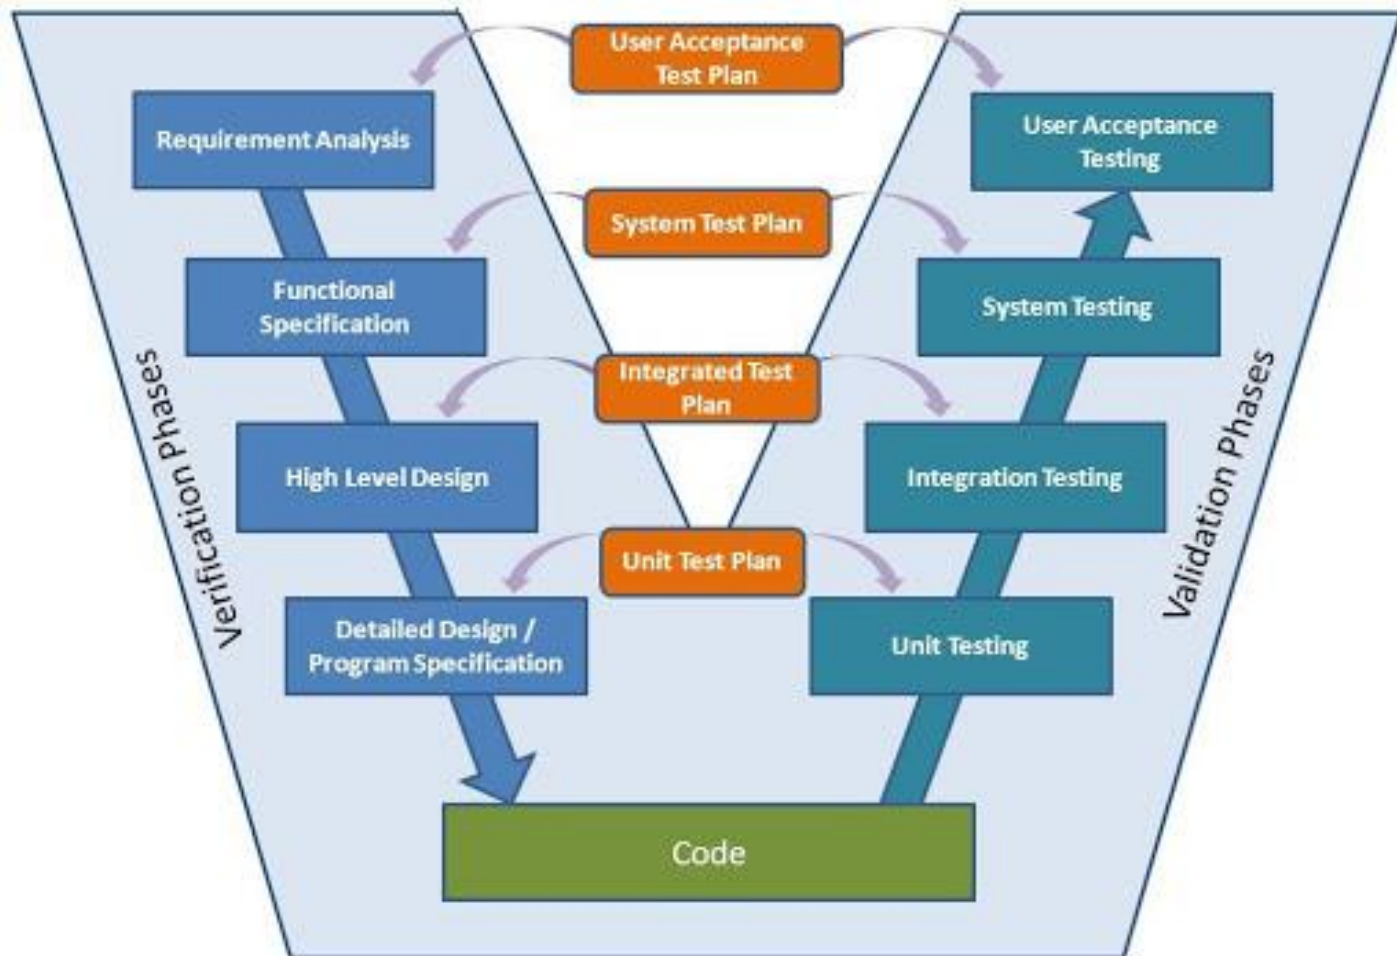 User Acceptance
Test Plan
Requirement Analysis
User Acceptance
Testing
System Test Plan
Functional
Specification
System Testing
Integrated Test
Plan
High Level Design
Integration Testing
Verification Phases
Validation Phases
Unit Test Plan
Detailed Design /
Program Specification
Unit Testing
Code